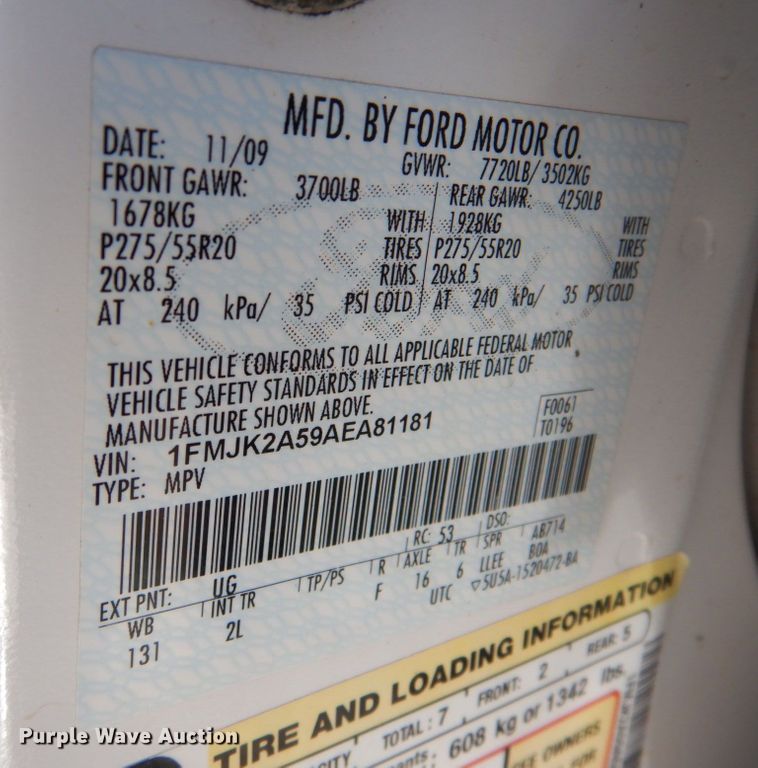 MFD. BY FORD MOTOR CO.
DATE: 11/09 GVWR: 7720LB/ 3502KG
FRONT GAWR: 3700LB REAR GAWR: 4250LB
1678KG WITH 1928KG WITH
P275/55R20 TIRES P275/55R20 TIRES
20x8.5 RIMS 20x8.5 RIMS
AT 240 kPa/ 35 PSI COLD AT 240 kPa/ 35 PSI COLD
THIS VEHICLE CONFORMS TO ALL APPLICABLE FEDERAL MOTOR
VEHICLE SAFETY STANDARDS IN EFFECT ON THE DATE OF
MANUFACTURE SHOWN ABOVE.
F0061
VIN: 1FMJK2A59AEA81181
T0196
TYPE: MPV
EXT PNT: UG RC: 53 DSO:
WB INT TR TP/PS R AXLE TR SPR AB714
131 2L F 16 6 LLEE BOA
UTC ▽5U5A-1520472-BA
TIRE AND LOADING INFORMATION
TOTAL: 7 FRONT: 2 REAR: 5
608 kg or 1342 lbs.
OWNERS
FOR
Purple Wave Auction